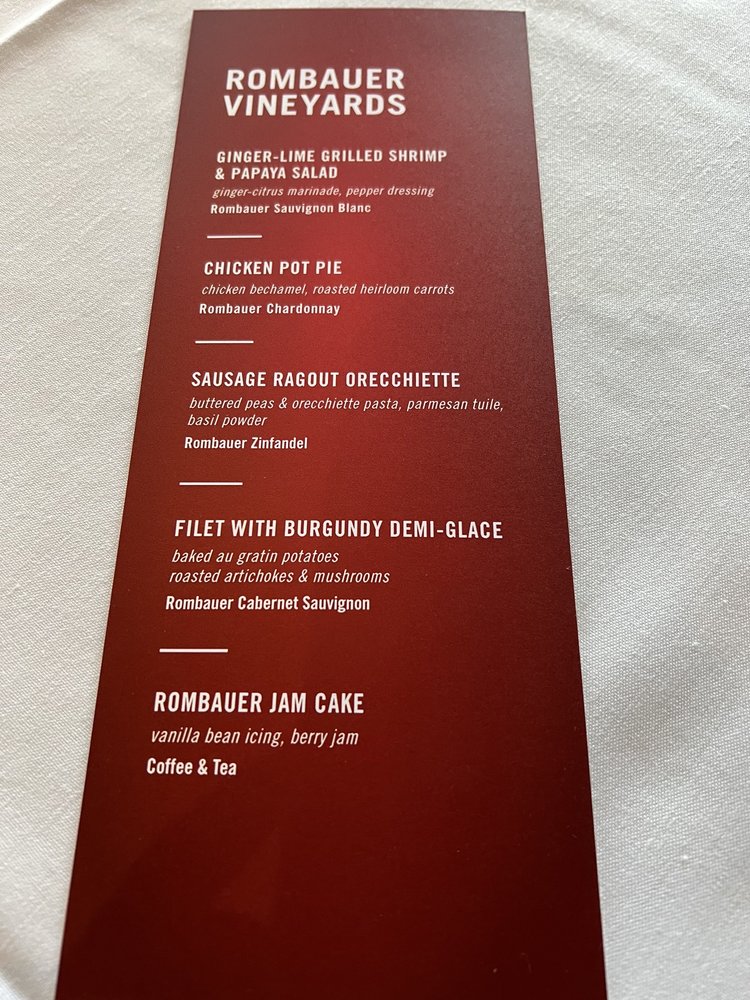 ROMBAUER
VINEYARDS
GINGER-LIME GRILLED SHRIMP
& PAPAYA SALAD
ginger-citrus marinade, pepper dressing
Rombauer Sauvignon Blanc
CHICKEN POT PIE
chicken bechamel, roasted heirloom carrots
Rombauer Chardonnay
SAUSAGE RAGOUT ORECCHIETTE
buttered peas & orecchiette pasta, parmesan tuile,
basil powder
Rombauer Zinfandel
FILET WITH BURGUNDY DEMI-GLACE
baked au gratin potatoes
roasted artichokes & mushrooms
Rombauer Cabernet Sauvignon
ROMBAUER JAM CAKE
vanilla bean icing, berry jam
Coffee & Tea